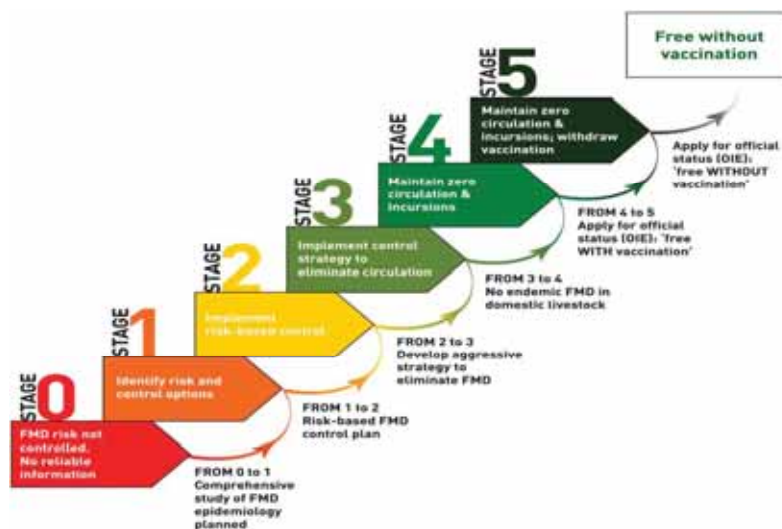 Free without
vaccination
STAGE 5
Maintain zero
circulation &
incursions; withdraw
vaccination
Apply for official
status (OIE):
'free WITHOUT
vaccination'
STAGE 4
Maintain zero
circulation &
incursions
FROM 4 to 5
Apply for official
status (OIE): 'free
WITH vaccination'
STAGE 3
Implement control
strategy to
eliminate circulation
FROM 3 to 4
No endemic FMD in
domestic livestock
STAGE 2
Implement
risk-based control
FROM 2 to 3
Develop aggressive
strategy to
eliminate FMD
STAGE 1
Identify risk and
control options
FROM 1 to 2
Risk-based FMD
control plan
STAGE 0
FMD risk not
controlled.
No reliable
information
FROM 0 to 1
Comprehensive
study of FMD
epidemiology
planned